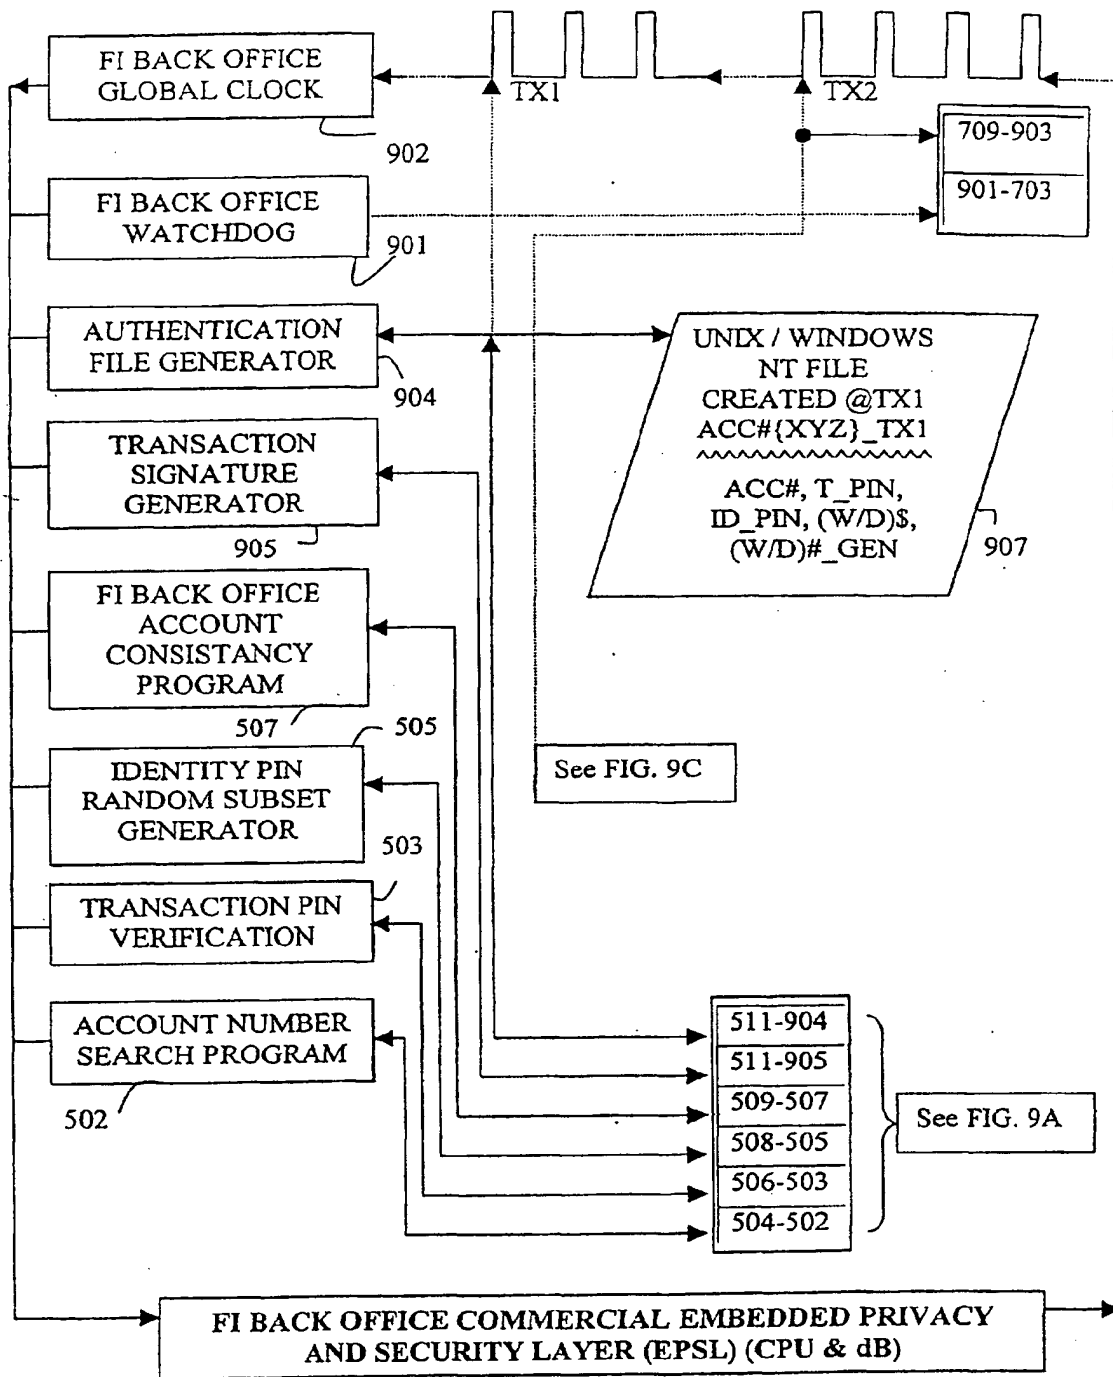 FI BACK OFFICE
GLOBAL CLOCK
902
TX1
TX2
709-903
901-703
FI BACK OFFICE
WATCHDOG
901
AUTHENTICATION
FILE GENERATOR
904
UNIX / WINDOWS
NT FILE
CREATED @TX1
ACC#{XYZ}_TX1
ACC#, T_PIN,
ID_PIN, (W/D)$,
(W/D)#_GEN
907
TRANSACTION
SIGNATURE
GENERATOR
905
FI BACK OFFICE
ACCOUNT
CONSISTANCY
PROGRAM
507
505
IDENTITY PIN
RANDOM SUBSET
GENERATOR
See FIG. 9C
503
TRANSACTION PIN
VERIFICATION
ACCOUNT NUMBER
SEARCH PROGRAM
502
511-904
511-905
509-507
508-505
506-503
504-502
See FIG. 9A
FI BACK OFFICE COMMERCIAL EMBEDDED PRIVACY
AND SECURITY LAYER (EPSL) (CPU & dB)